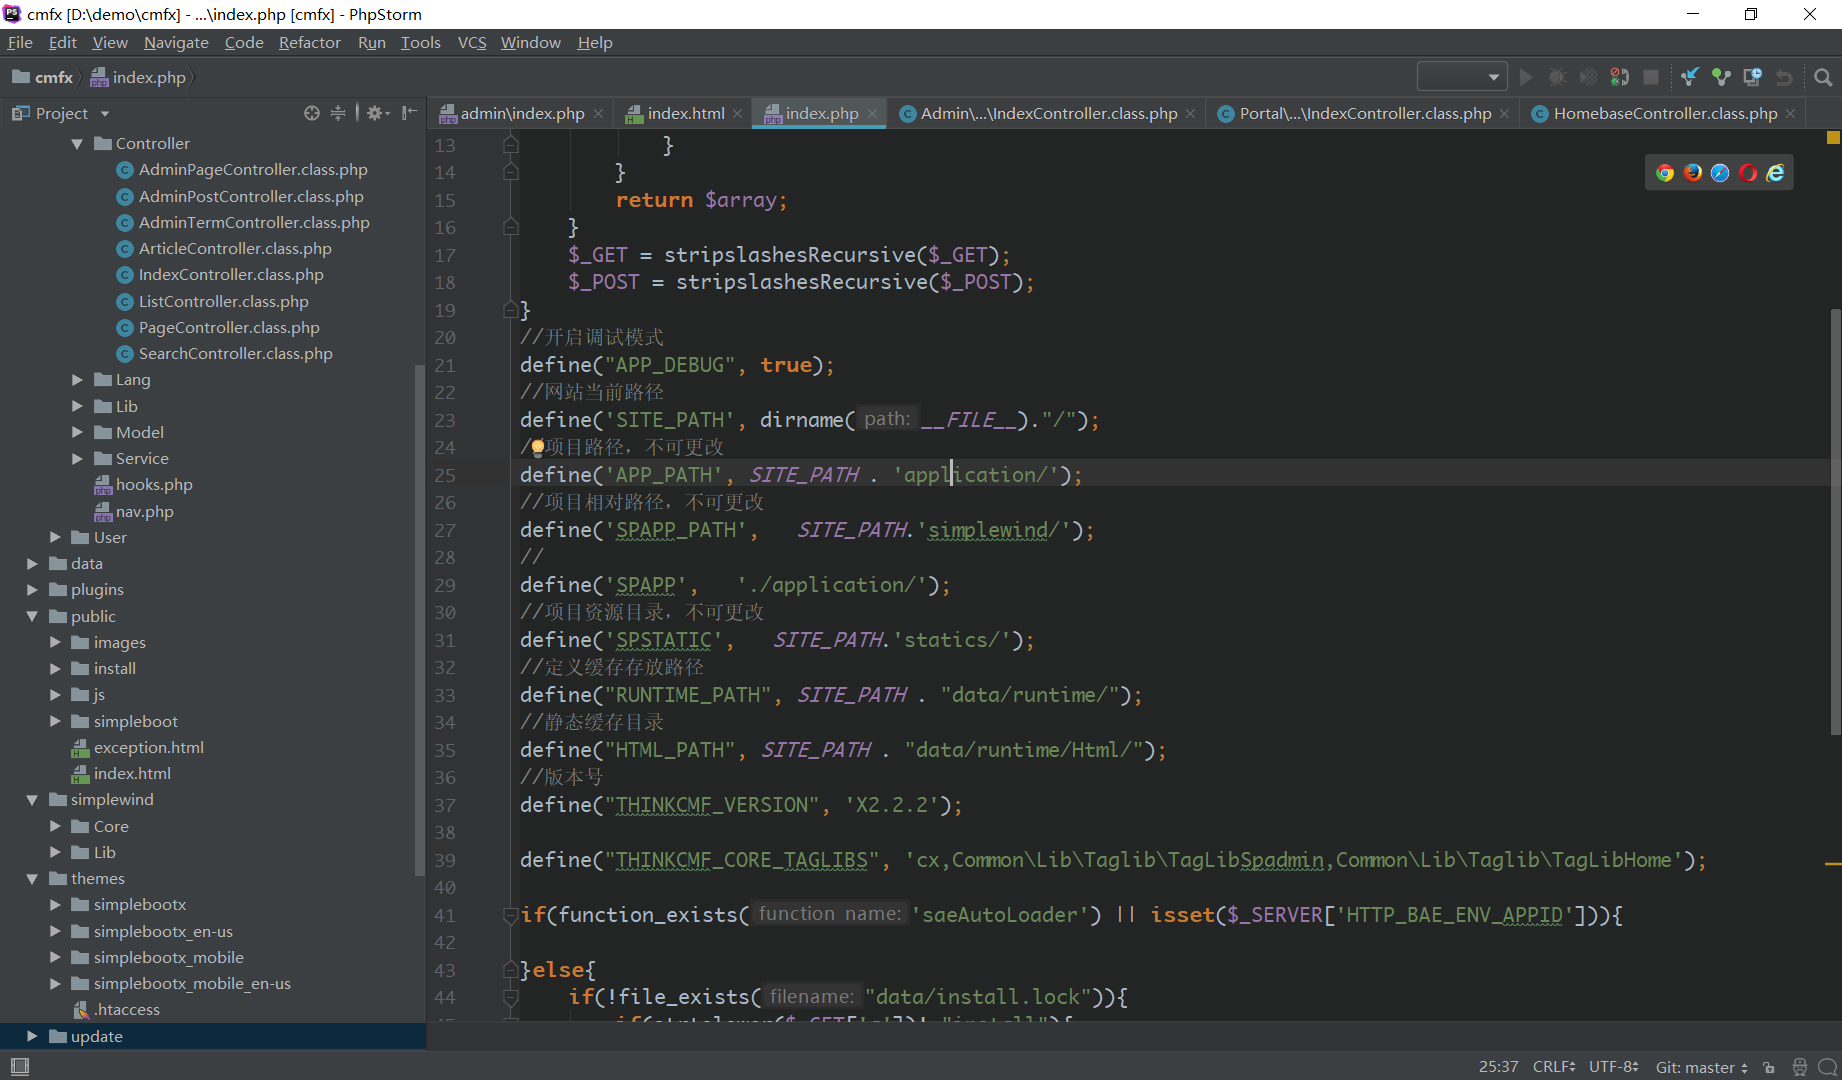 cmfx [D:\demo\cmfx] - ...\index.php [cmfx] - PhpStorm
File Edit View Navigate Code Refactor Run Tools VCS Window Help
cmfx index.php
Project
admin\index.php index.html index.php Admin\...\IndexController.class.php Portal\...\IndexController.class.php HomebaseController.class.php
Controller
AdminPageController.class.php
AdminPostController.class.php
AdminTermController.class.php
ArticleController.class.php
IndexController.class.php
ListController.class.php
PageController.class.php
SearchController.class.php
Lang
Lib
Model
Service
hooks.php
nav.php
User
data
plugins
public
images
install
js
simpleboot
exception.html
index.html
simplewind
Core
Lib
themes
simplebootx
simplebootx_en-us
simplebootx_mobile
simplebootx_mobile_en-us
.htaccess
update
13 }
14 }
15 return $array;
16 }
17 $_GET = stripslashesRecursive($_GET);
18 $_POST = stripslashesRecursive($_POST);
19 }
20 //开启调试模式
21 define("APP_DEBUG", true);
22 //网站当前路径
23 define('SITE_PATH', dirname( path: __FILE__)."/");
24 /项目路径，不可更改
25 define('APP_PATH', SITE_PATH . 'application/');
26 //项目相对路径，不可更改
27 define('SPAPP_PATH', SITE_PATH.'simplewind/');
28 //
29 define('SPAPP', './application/');
30 //项目资源目录，不可更改
31 define('SPSTATIC', SITE_PATH.'statics/');
32 //定义缓存存放路径
33 define("RUNTIME_PATH", SITE_PATH . "data/runtime/");
34 //静态缓存目录
35 define("HTML_PATH", SITE_PATH . "data/runtime/Html/");
36 //版本号
37 define("THINKCMF_VERSION", 'X2.2.2');
38
39 define("THINKCMF_CORE_TAGLIBS", 'cx,Common\Lib\Taglib\TagLibSpadmin,Common\Lib\Taglib\TagLibHome');
40
41 if(function_exists( function name: 'saeAutoLoader') || isset($_SERVER['HTTP_BAE_ENV_APPID'])){
42
43 }else{
44 if(!file_exists( filename: "data/install.lock")){
25:37 CRLF UTF-8 Git: master